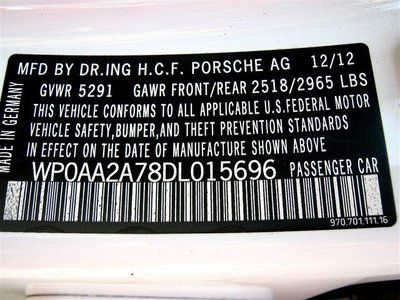 MFD BY DR.ING H.C.F. PORSCHE AG 12/12
GVWR 5291 GAWR FRONT/REAR 2518/2965 LBS
THIS VEHICLE CONFORMS TO ALL APPLICABLE U.S.FEDERAL MOTOR
VEHICLE SAFETY,BUMPER,AND THEFT PREVENTION STANDARDS
IN EFFECT ON THE DATE OF MANUFACTURE SHOWN ABOVE
WP0AA2A78DL015696 PASSENGER CAR
MADE IN GERMANY
970.701.111.16